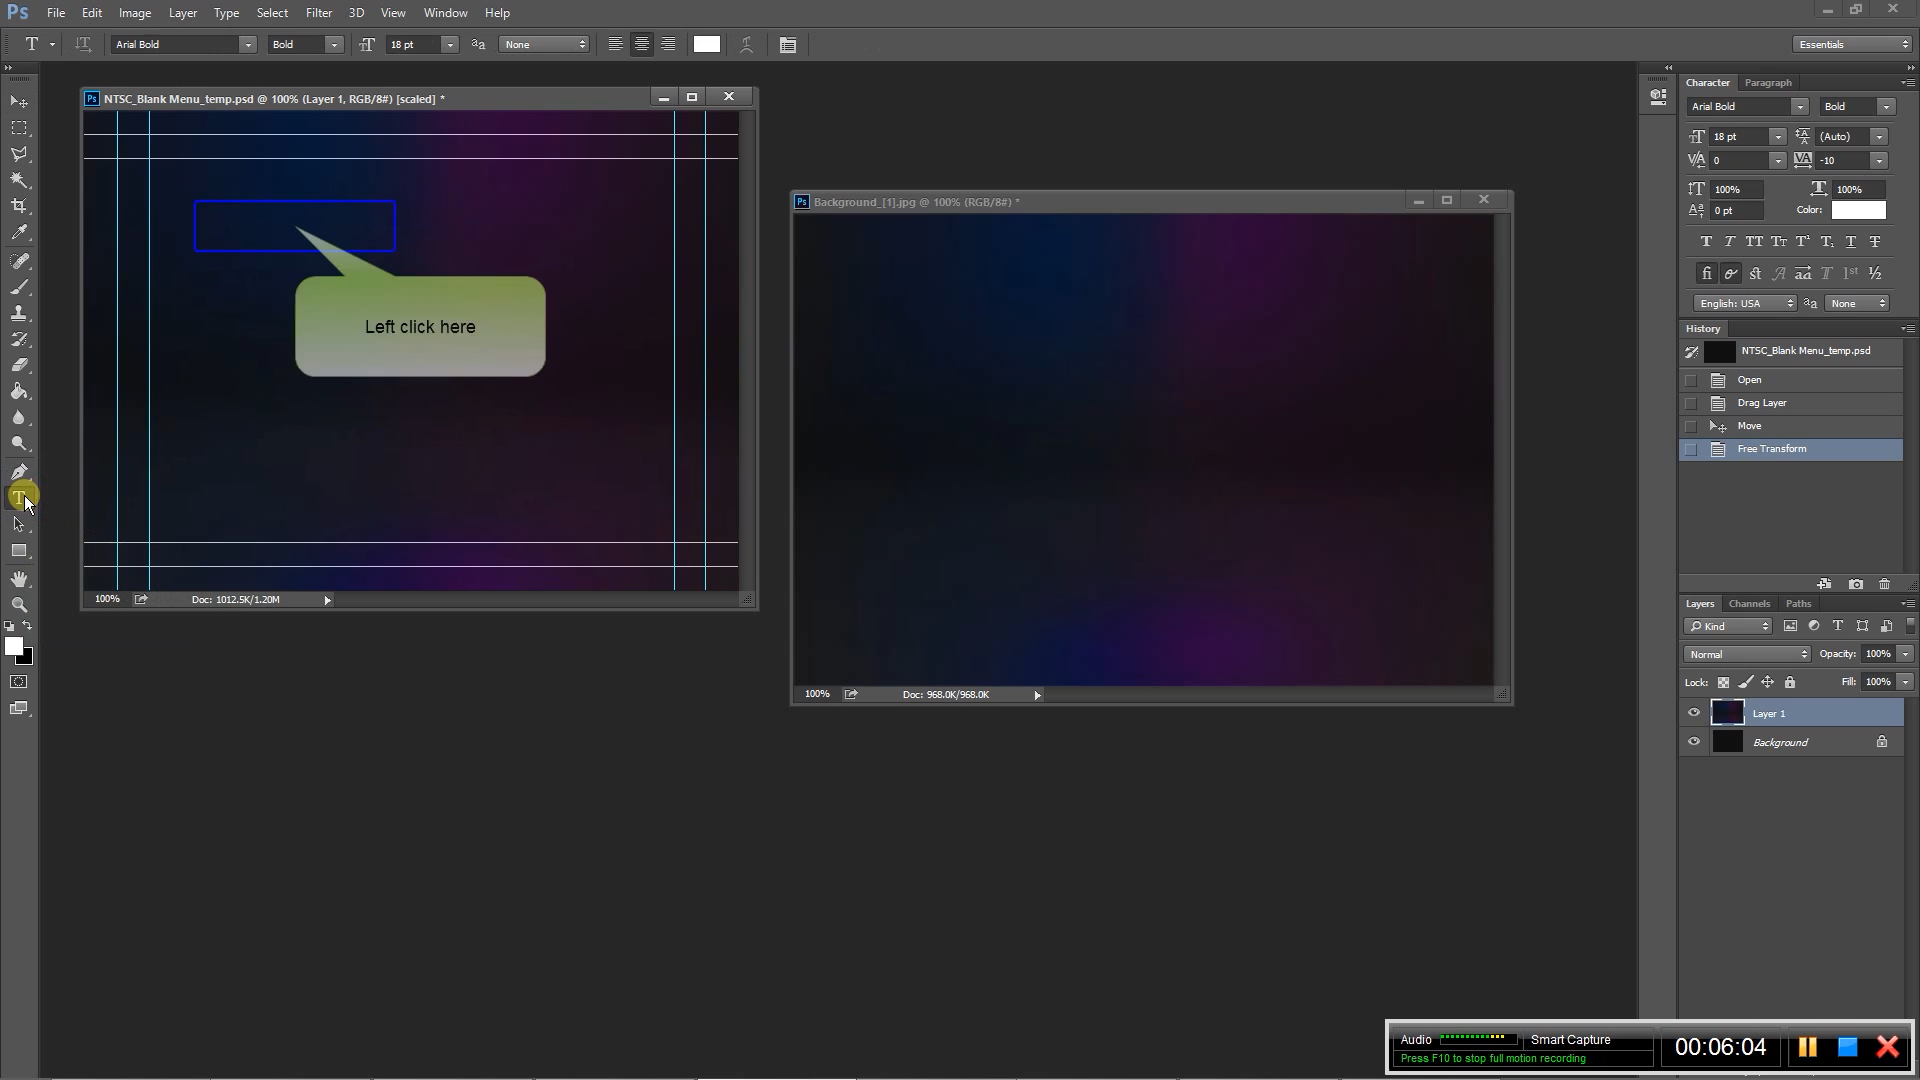 Ps File Edit Image Layer Type Select Filter 3D View Window Help
T Arial Bold Bold 18 pt None Essentials
NTSC_Blank Menu_temp.psd @ 100% (Layer 1, RGB/8#) [scaled] *
Left click here
100% Doc: 1012.5K/1.20M
Background_[1].jpg @ 100% (RGB/8#) *
100% Doc: 968.0K/968.0K
Character Paragraph
Arial Bold Bold
18 pt (Auto)
0 -10
100% 100%
0 pt Color:
English: USA None
History
NTSC_Blank Menu_temp.psd
Open
Drag Layer
Move
Free Transform
Layers Channels Paths
Kind
Normal Opacity: 100%
Lock: Fill: 100%
Layer 1
Background
Audio Smart Capture 00:06:04
Press F10 to stop full motion recording